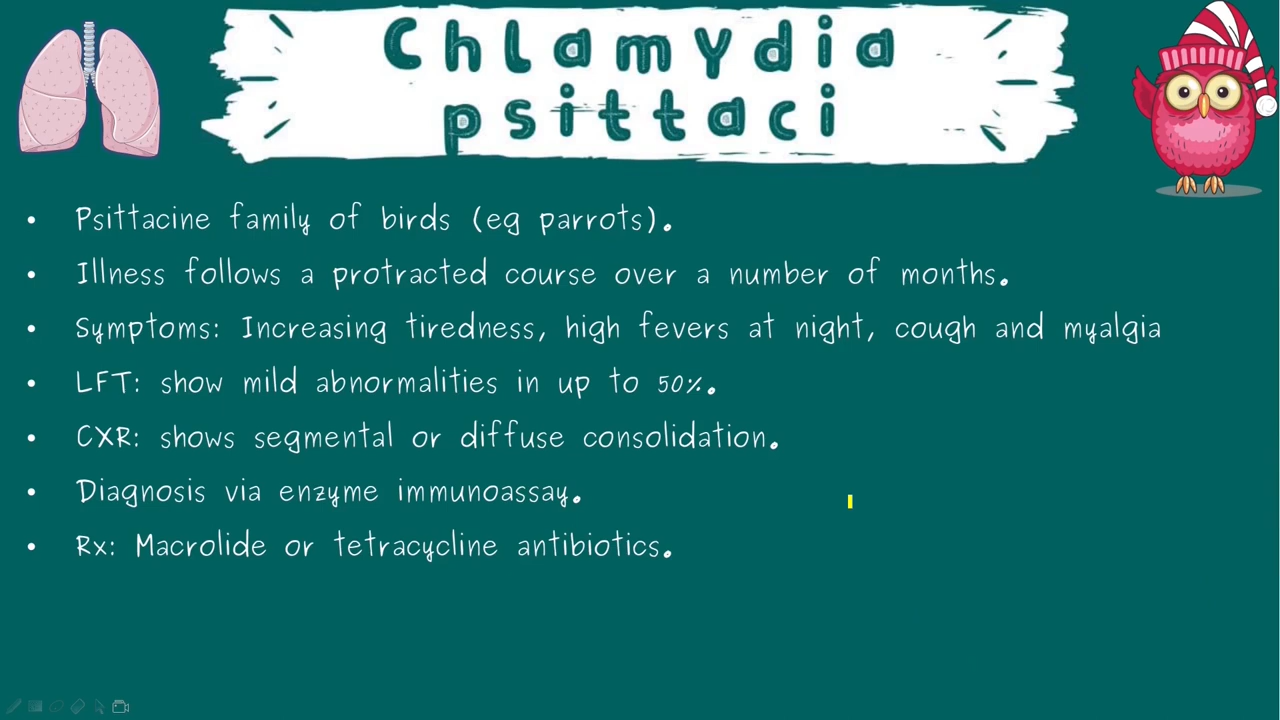 Chlamydia
psittaci
• Psittacine family of birds (eg parrots).
• Illness follows a protracted course over a number of months.
• Symptoms: Increasing tiredness, high fevers at night, cough and myalgia
• LFT: show mild abnormalities in up to 50%.
• CXR: shows segmental or diffuse consolidation.
• Diagnosis via enzyme immunoassay.
• Rx: Macrolide or tetracycline antibiotics.